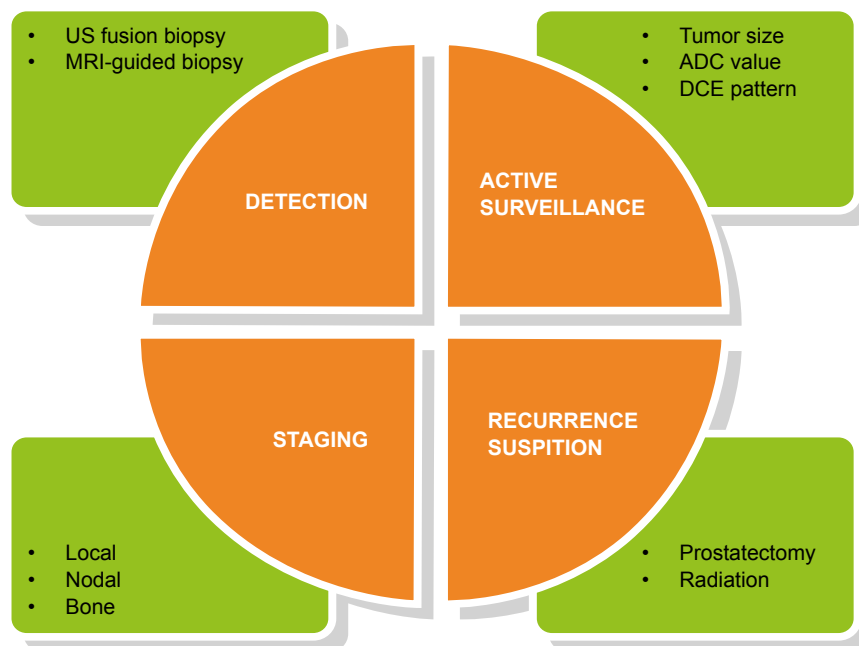 • US fusion biopsy
• MRI-guided biopsy
• Tumor size
• ADC value
• DCE pattern
DETECTION
ACTIVE
SURVEILLANCE
STAGING
RECURRENCE
SUSPITION
• Local
• Nodal
• Bone
• Prostatectomy
• Radiation